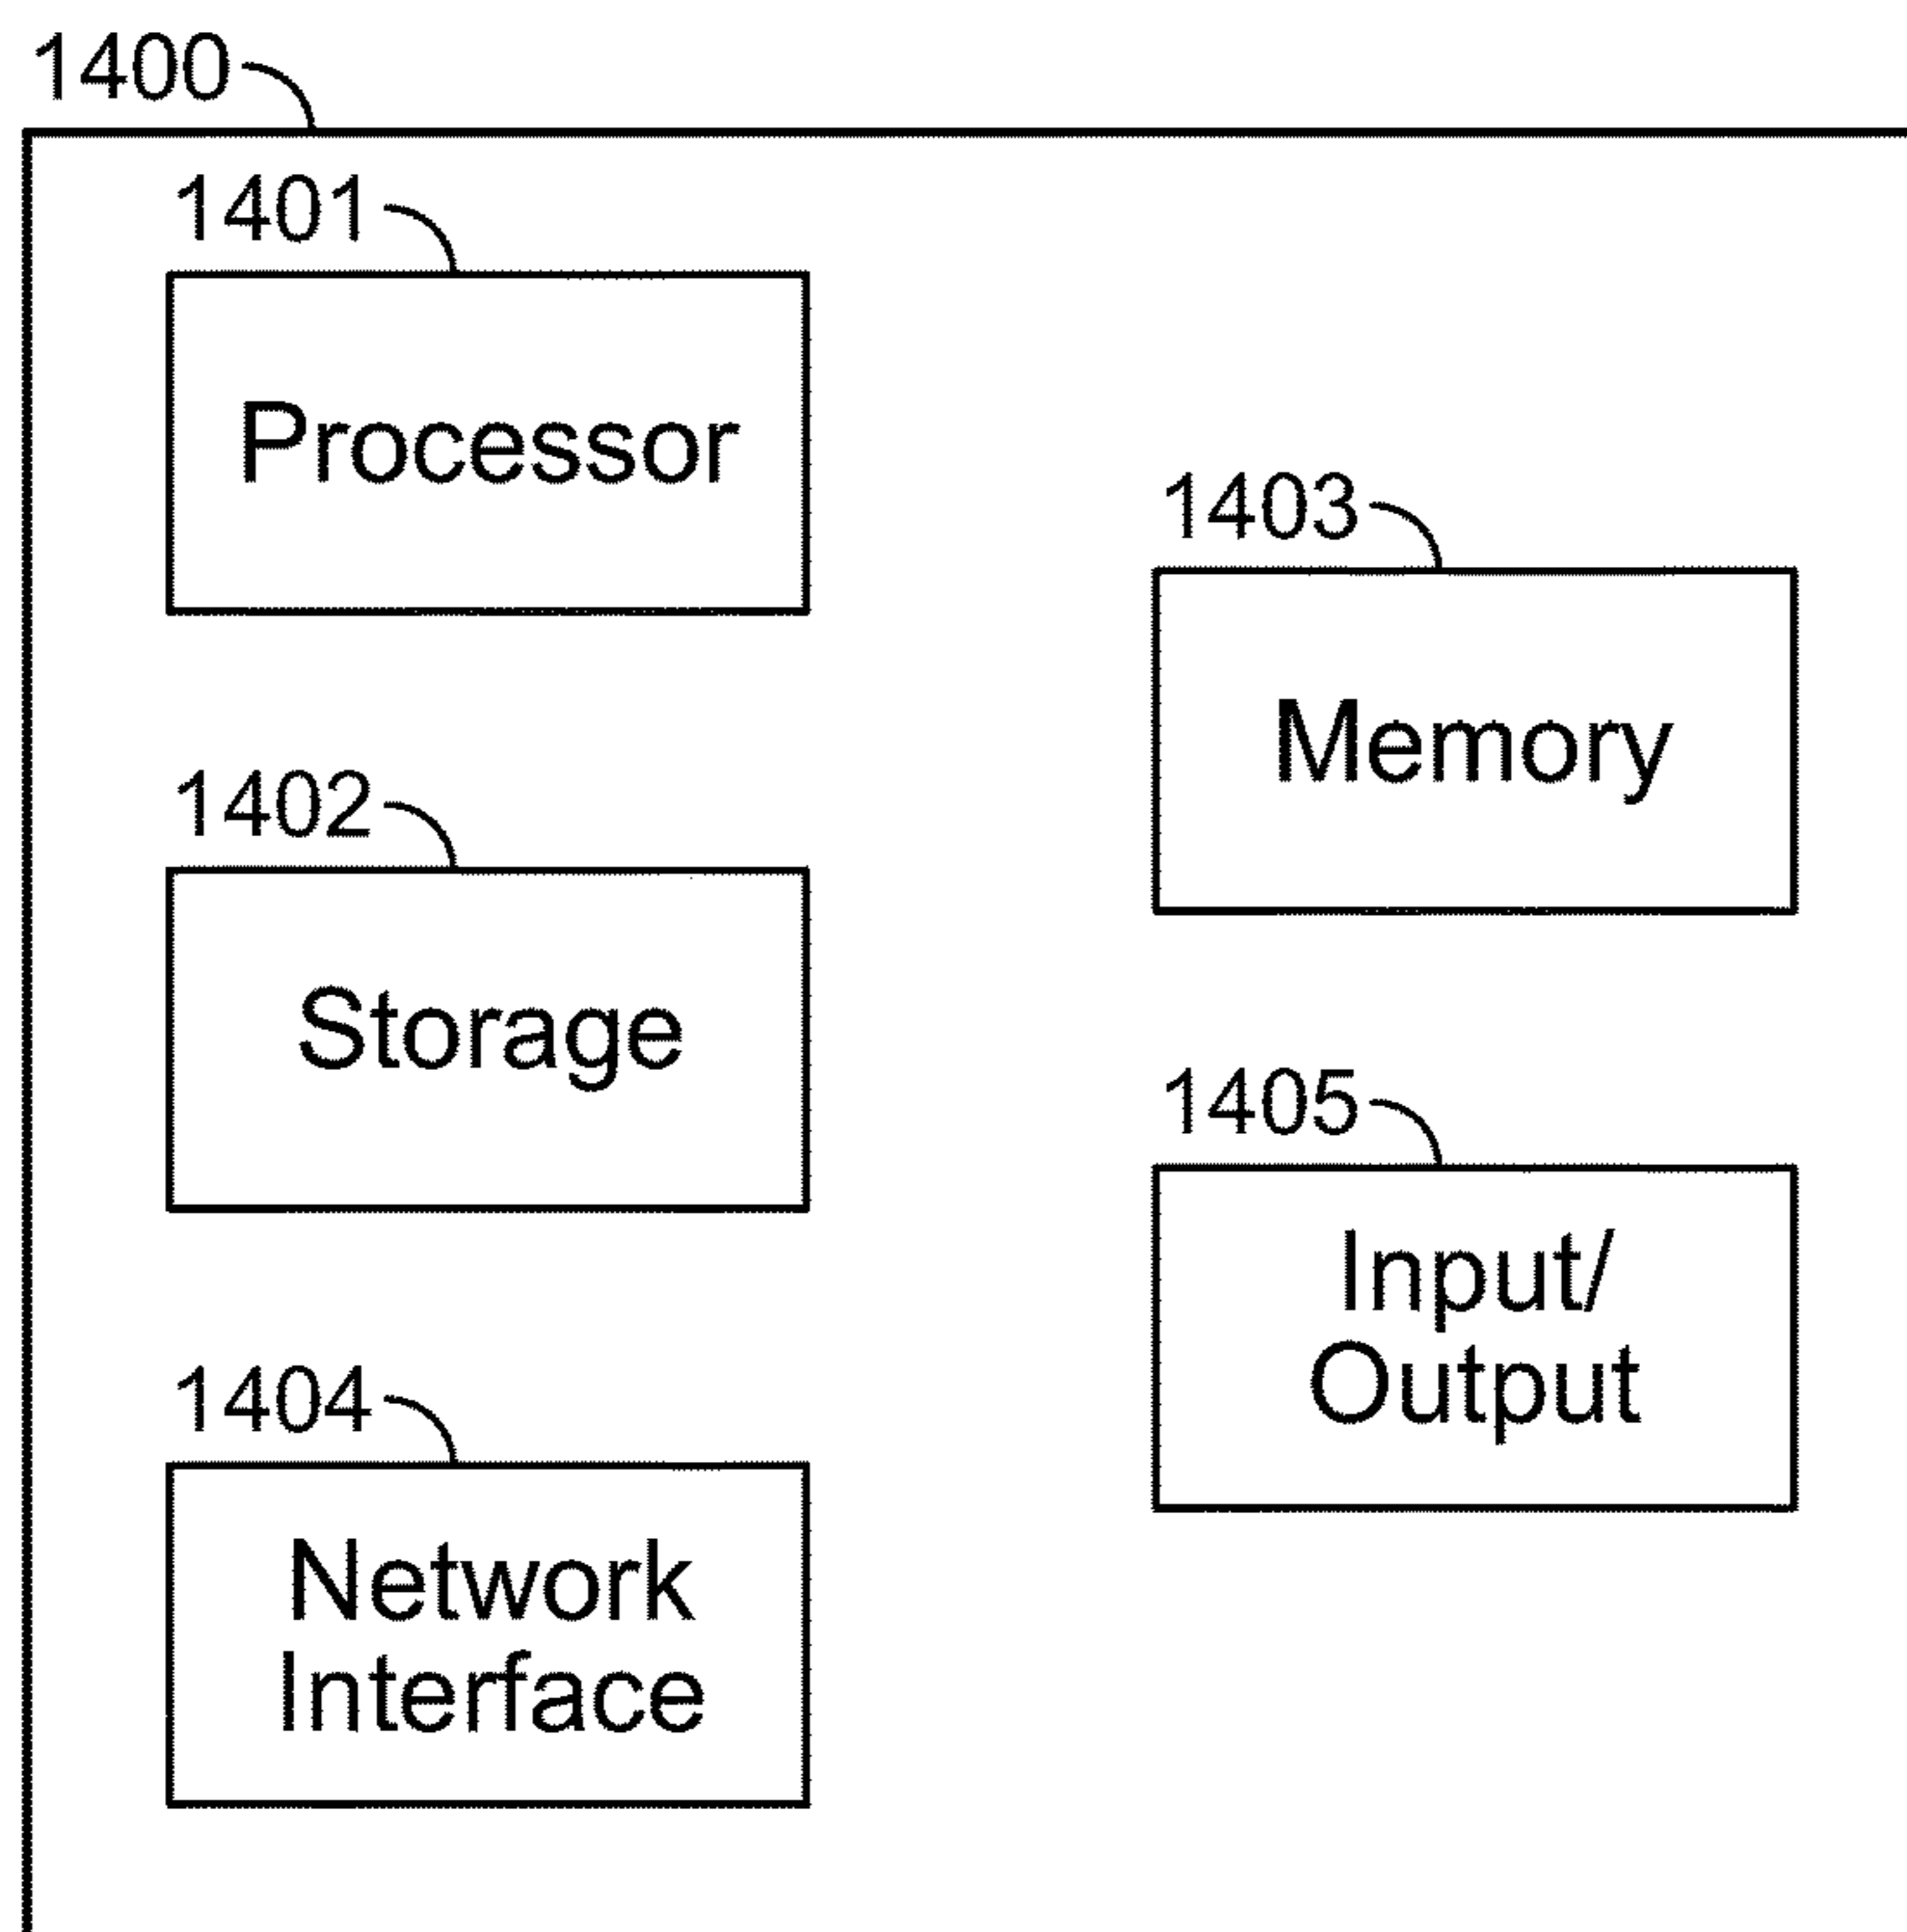 1400
1401
Processor
1403
Memory
1402
Storage
1405
Input/
Output
1404
Network
Interface